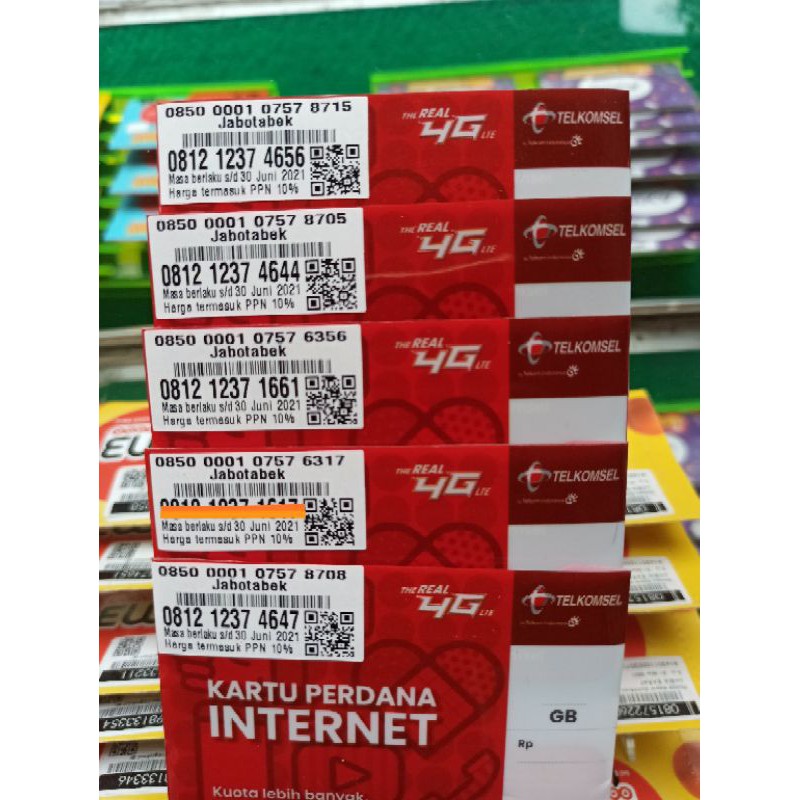 0850 0001 0757 8715
Jabotabek
0812 1237 4656
Masa berlaku s/d 30 Juni 2021
Harga termasuk PPN 10%
THE REAL
4G LTE
TELKOMSEL
0850 0001 0757 8705
Jabotabek
0812 1237 4644
Masa berlaku s/d 30 Juni 2021
Harga termasuk PPN 10%
THE REAL
4G LTE
TELKOMSEL
0850 0001 0757 6356
Jabotabek
0812 1237 1661
Masa berlaku s/d 30 Juni 2021
Harga termasuk PPN 10%
THE REAL
4G LTE
TELKOMSEL
0850 0001 0757 6317
Jabotabek
Masa berlaku s/d 30 Juni 2021
Harga termasuk PPN 10%
THE REAL
4G LTE
TELKOMSEL
0850 0001 0757 8708
Jabotabek
0812 1237 4647
Masa berlaku s/d 30 Juni 2021
Harga termasuk PPN 10%
THE REAL
4G LTE
TELKOMSEL
KARTU PERDANA
INTERNET
GB
Rp
Kuota lebih banyak.